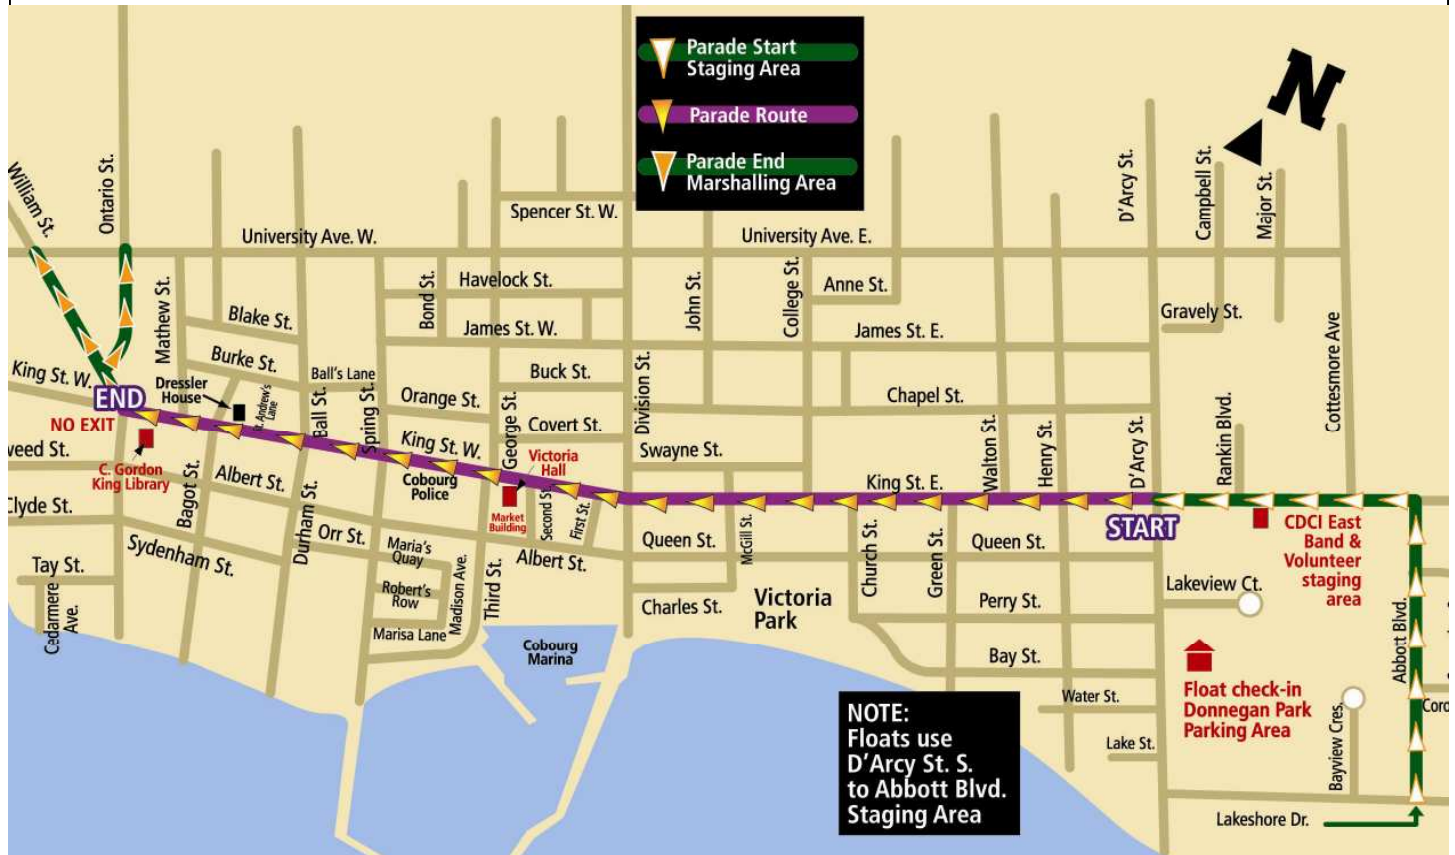 Parade Start
Staging Area
Parade Route
Parade End
Marshalling Area
N
William St.
Ontario St.
D'Arcy St.
Campbell St.
Major St.
Spencer St. W.
University Ave. W.
University Ave. E.
Mathew St.
Bond St.
Havelock St.
John St.
College St.
Anne St.
Blake St.
James St. W.
James St. E.
Gravely St.
Cottesmore Ave
King St. W.
Burke St.
Ball's Lane
Buck St.
Division St.
Chapel St.
END
Dressler
House
Andrew's
Lane
Ball St.
Spring St.
Orange St.
George St.
Covert St.
NO EXIT
King St. W.
Swayne St.
Walton St.
Henry St.
D'Arcy St.
Rankin Blvd.
weed St.
C. Gordon
King Library
Bagot St.
Albert St.
Cobourg
Police
Victoria
Hall
King St. E.
Clyde St.
Durham St.
Market
Building
Second St.
First St.
START
CDCI East
Band &
Volunteer
staging
area
Sydenham St.
Orr St.
Maria's
Quay
Albert St.
Queen St.
McGill St.
Church St.
Green St.
Queen St.
Tay St.
Cedarmere
Ave.
Robert's
Row
Madison Ave.
Third St.
Charles St.
Victoria
Park
Perry St.
Lakeview Ct.
Abbott Blvd.
Marisa Lane
Cobourg
Marina
Bay St.
Float check-in
Donnegan Park
Parking Area
Water St.
Bayview Cres.
Cord
Lake St.
NOTE:
Floats use
D'Arcy St. S.
to Abbott Blvd.
Staging Area
Lakeshore Dr.